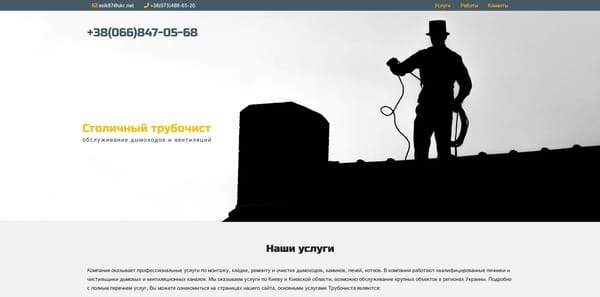 esik87@ukr.net +38(073)489-65-20 Услуги Работы Клиенты
+38(066)847-05-68
Столичный трубочист
обслуживание дымоходов и вентиляций
Наши услуги
Компания оказывает профессиональные услуги по монтажу, кладке, ремонту и очистке дымоходов, каминов, печей, котлов. В компании работают квалифицированные печники и
чистильщики дымовых и вентиляционных каналов. Мы оказываем услуги по Киеву и Киевской области, возможно обслуживание крупных объектов в регионах Украины. Подробно
с полным перечнем услуг, Вы можете ознакомиться на страницах нашего сайта, основными услугами Трубочиста являются: